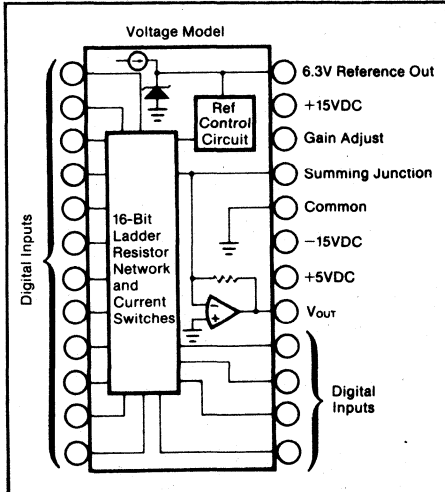 Voltage Model
6.3V Reference Out
+15VDC
Gain Adjust
Summing Junction
Common
−15VDC
+5VDC
VOUT
Digital
Inputs
Digital Inputs
Ref
Control
Circuit
16-Bit
Ladder
Resistor
Network
and
Current
Switches
−
+